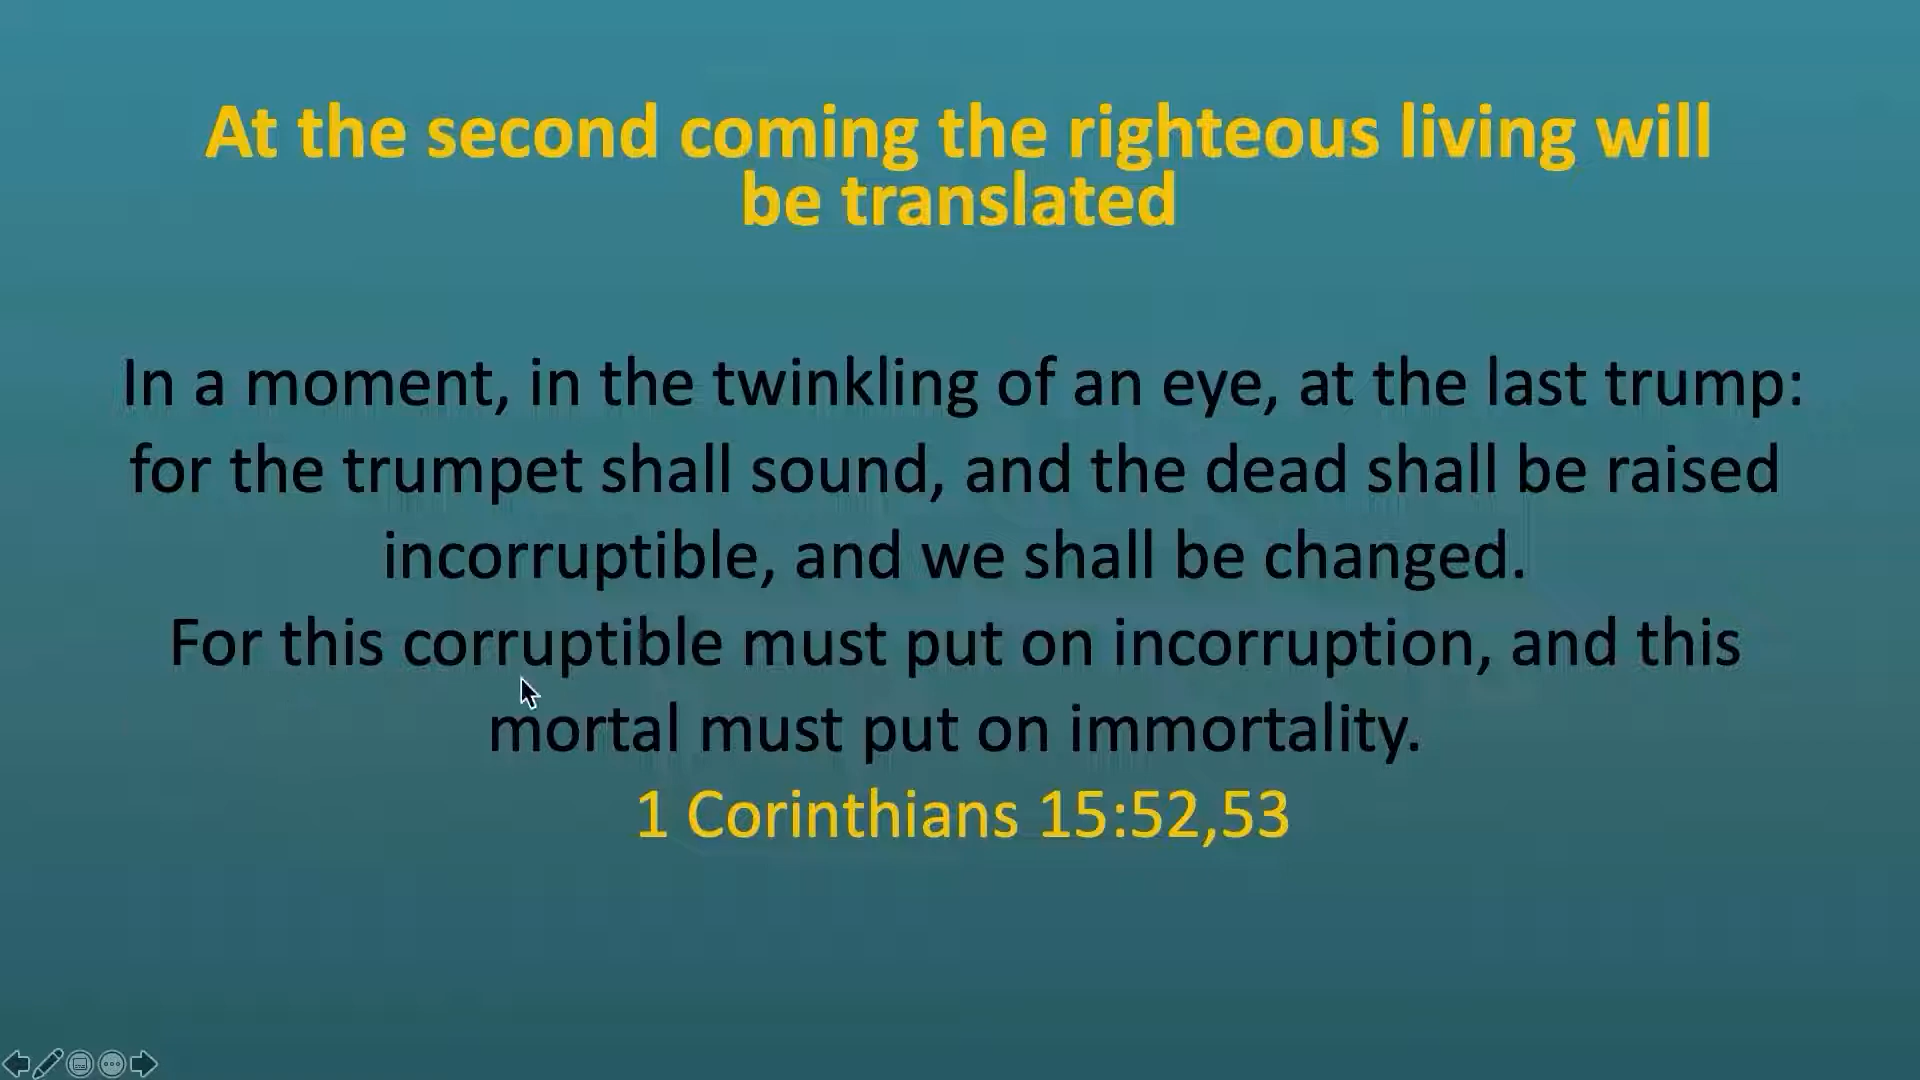 At the second coming the righteous living will
be translated
In a moment, in the twinkling of an eye, at the last trump:
for the trumpet shall sound, and the dead shall be raised
incorruptible, and we shall be changed.
For this corruptible must put on incorruption, and this
mortal must put on immortality.
1 Corinthians 15:52,53